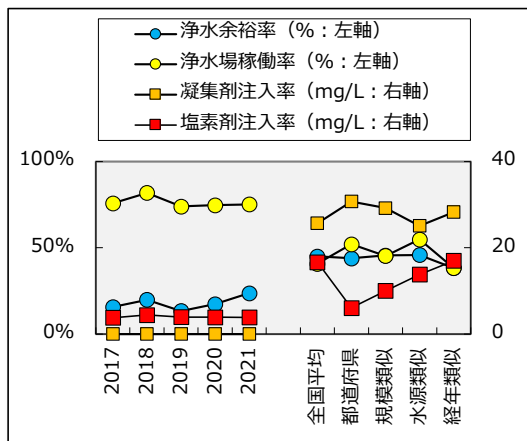 浄水余裕率（%：左軸）
浄水場稼働率（%：左軸）
凝集剤注入率（mg/L：右軸）
塩素剤注入率（mg/L：右軸）
100%
50%
0%
40
20
0
2017
2018
2019
2020
2021
全国平均
都道府県
規模類似
水源類似
経年類似